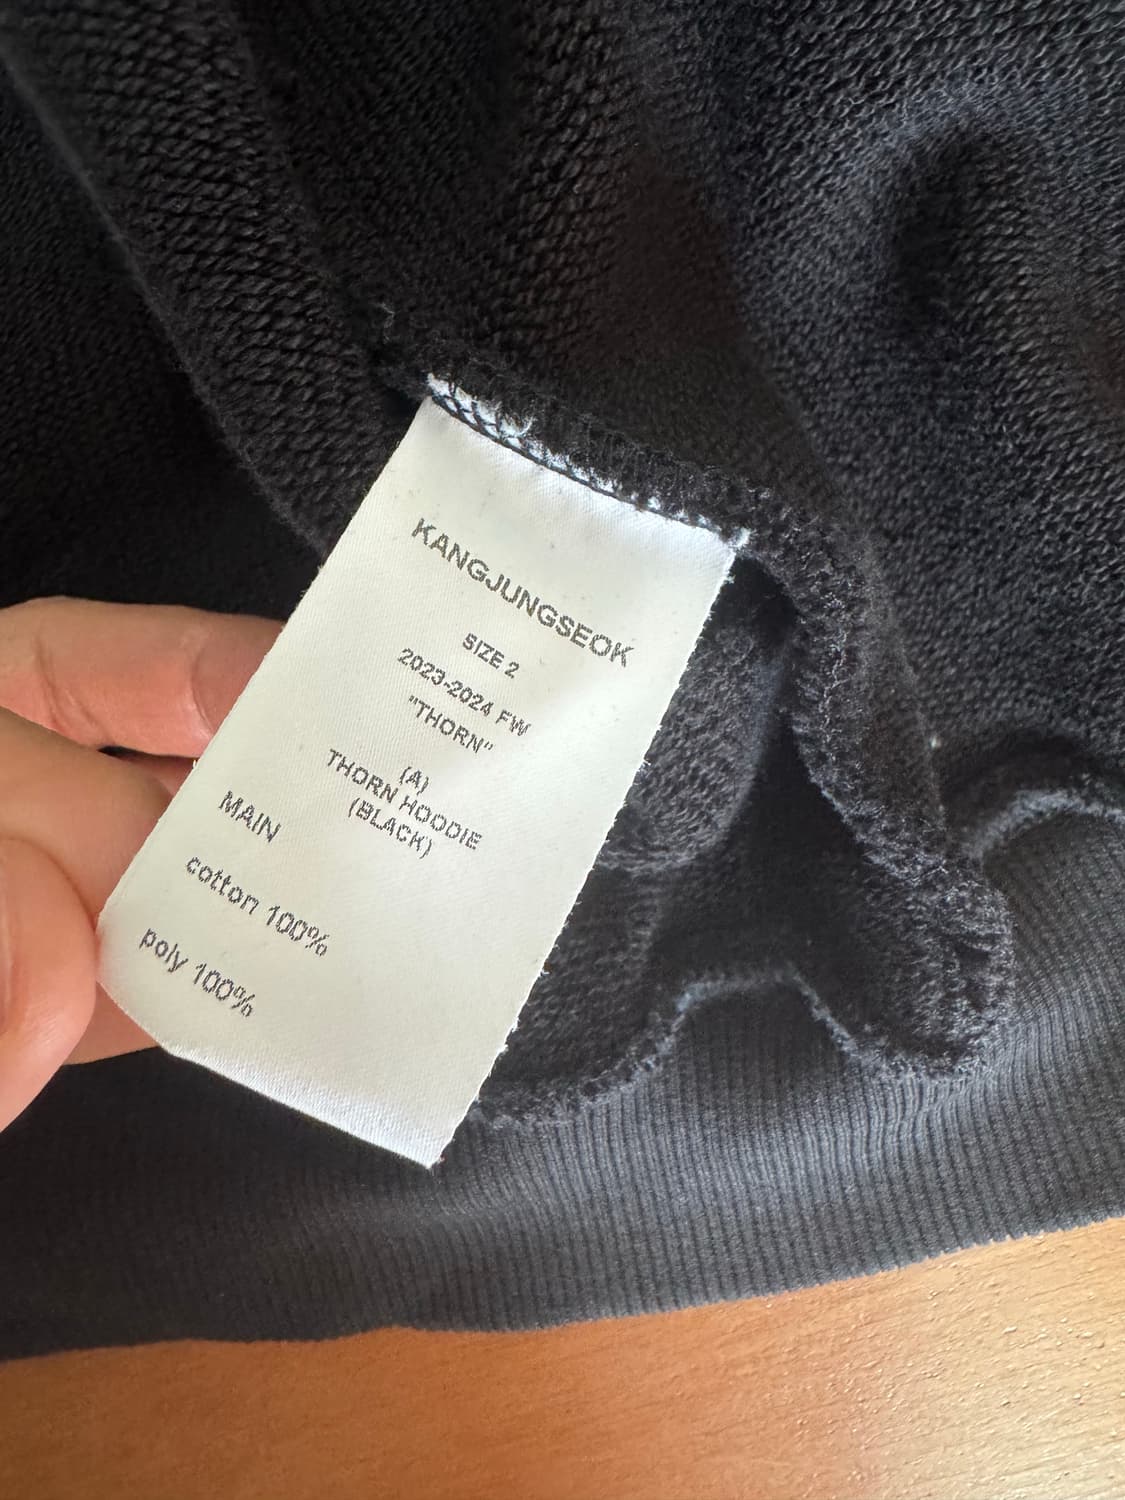 KANGJUNGSEOK
SIZE 2
2023-2024 FW
"THORN"
(A)
THORN HOODIE
(BLACK)
MAIN
cotton 100%
poly 100%